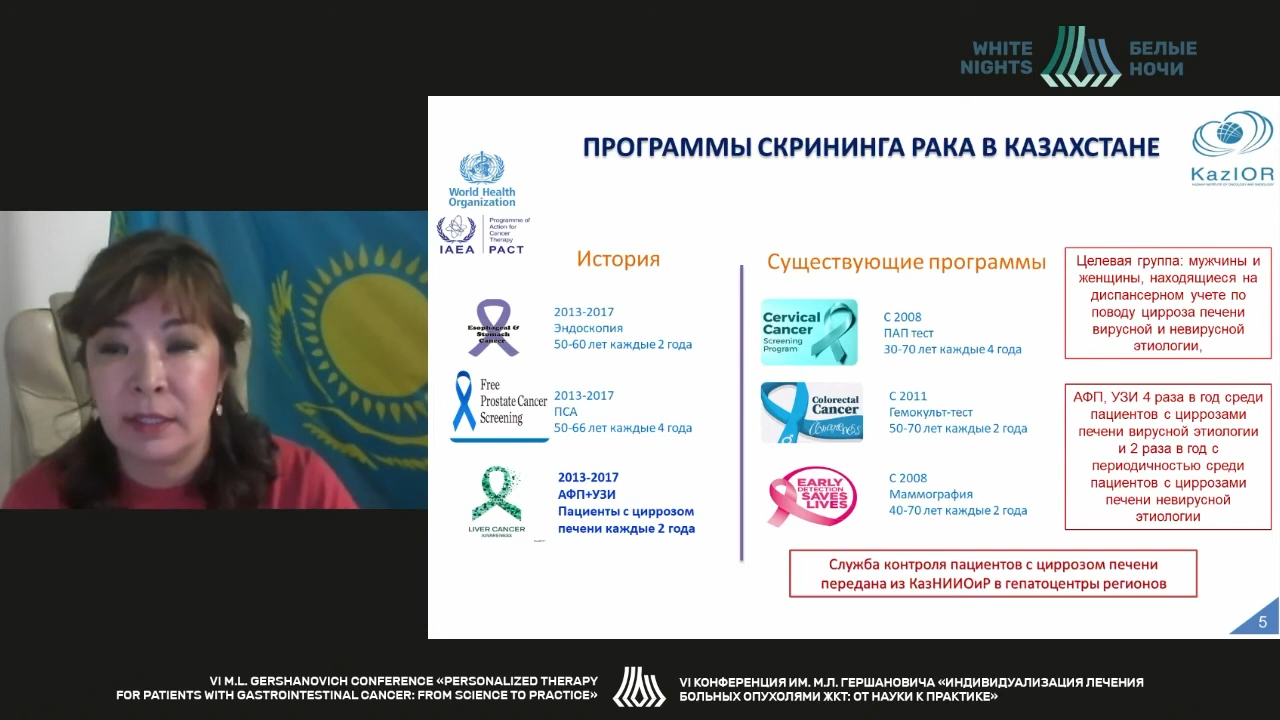 WHITE
NIGHTS
БЕЛЫЕ
НОЧИ
ПРОГРАММЫ СКРИНИНГА РАКА В КАЗАХСТАНЕ
KazIOR
World Health
Organization
IAEA
PACT
Programme of
Action for
Cancer
Therapy
История
Esophageal &
Stomach
Cancer
2013-2017
Эндоскопия
50-60 лет каждые 2 года
Free
Prostate Cancer
Screening
2013-2017
ПСА
50-66 лет каждые 4 года
LIVER CANCER
AWARENESS
2013-2017
АФП+УЗИ
Пациенты с циррозом
печени каждые 2 года
Существующие программы
Cervical
Cancer
Screening
Program
С 2008
ПАП тест
30-70 лет каждые 4 года
Colorectal
Cancer
Awareness
С 2011
Гемокульт-тест
50-70 лет каждые 2 года
EARLY
DETECTION
SAVES
LIVES
С 2008
Маммография
40-70 лет каждые 2 года
Целевая группа: мужчины и
женщины, находящиеся на
диспансерном учете по
поводу цирроза печени
вирусной и невирусной
этиологии,
АФП, УЗИ 4 раза в год среди
пациентов с циррозами
печени вирусной этиологии
и 2 раза в год с
периодичностью среди
пациентов с циррозами
печени невирусной
этиологии
Служба контроля пациентов с циррозом печени
передана из КазНИИОиР в гепатоцентры регионов
5
VI M.L. GERSHANOVICH CONFERENCE «PERSONALIZED THERAPY
FOR PATIENTS WITH GASTROINTESTINAL CANCER: FROM SCIENCE TO PRACTICE»
VI КОНФЕРЕНЦИЯ ИМ. М.Л. ГЕРШАНОВИЧА «ИНДИВИДУАЛИЗАЦИЯ ЛЕЧЕНИЯ
БОЛЬНЫХ ОПУХОЛЯМИ ЖКТ: ОТ НАУКИ К ПРАКТИКЕ»